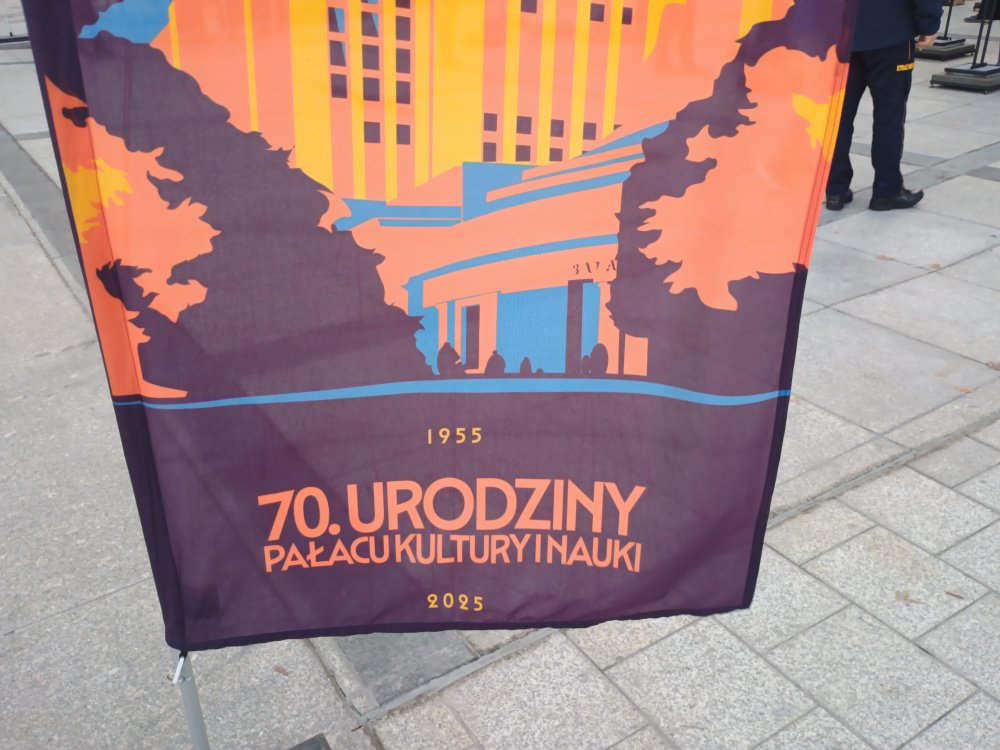 1955
70. URODZINY
PAŁACU KULTURY I NAUKI
2025